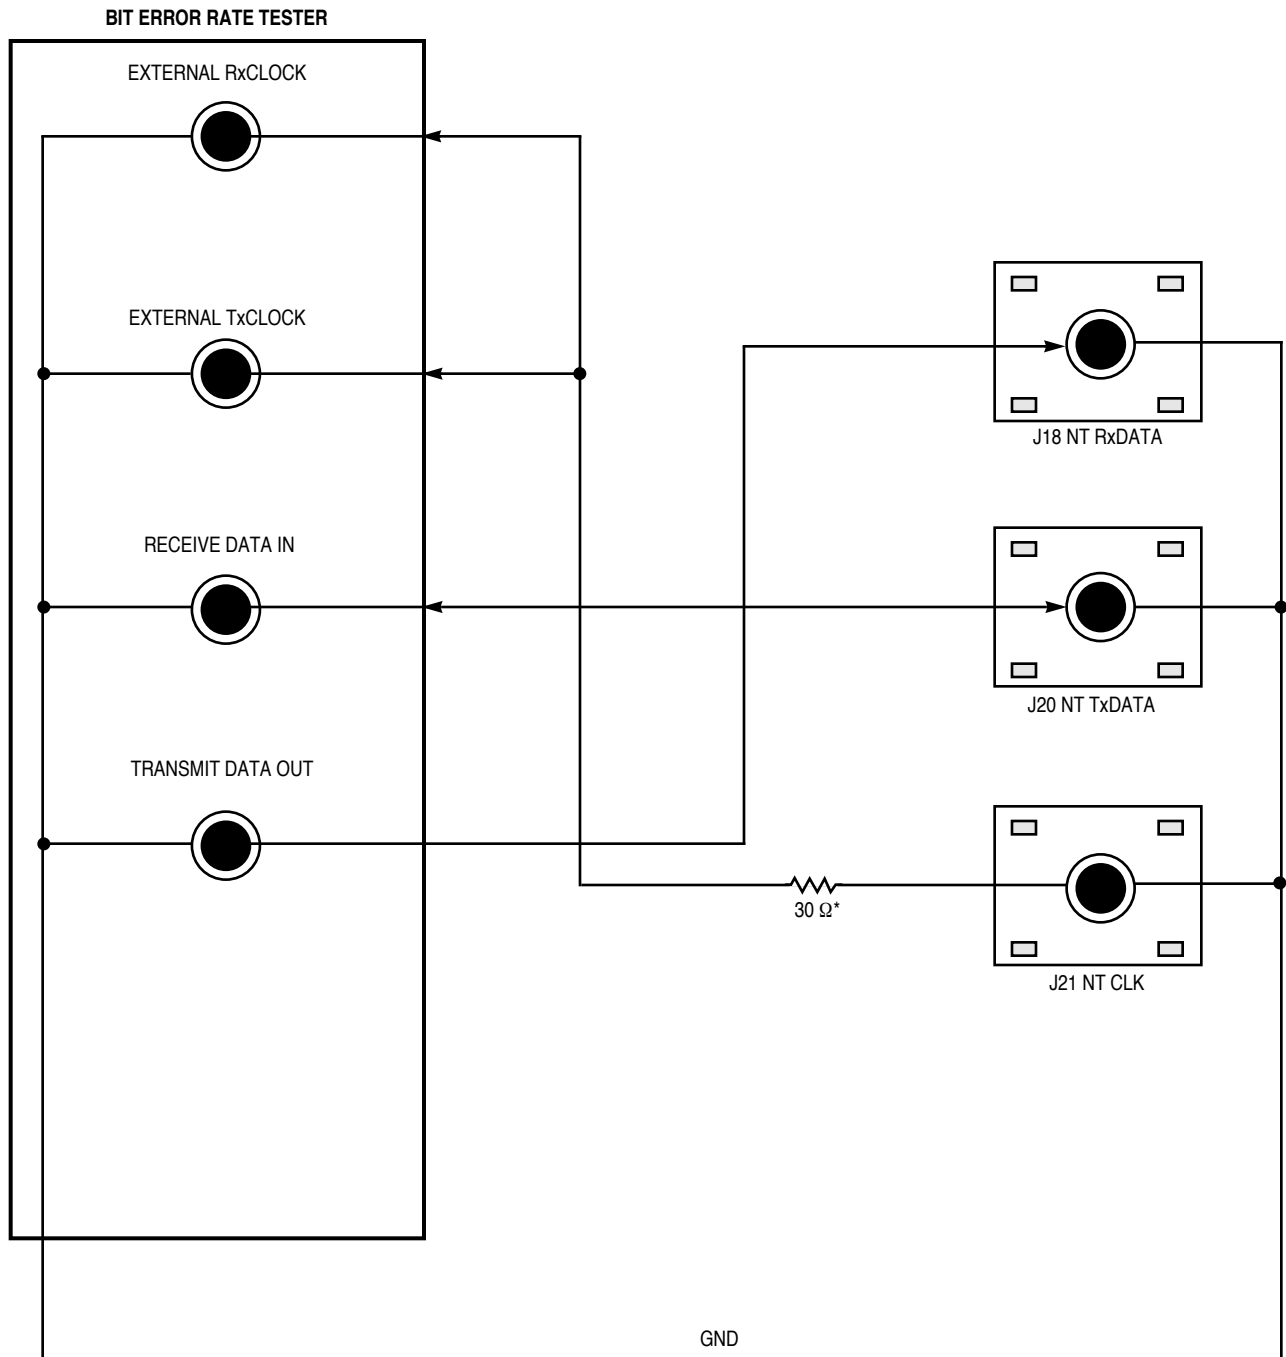 BIT ERROR RATE TESTER
EXTERNAL RxCLOCK
EXTERNAL TxCLOCK
J18 NT RxDATA
RECEIVE DATA IN
J20 NT TxDATA
TRANSMIT DATA OUT
30 Ω*
J21 NT CLK
GND